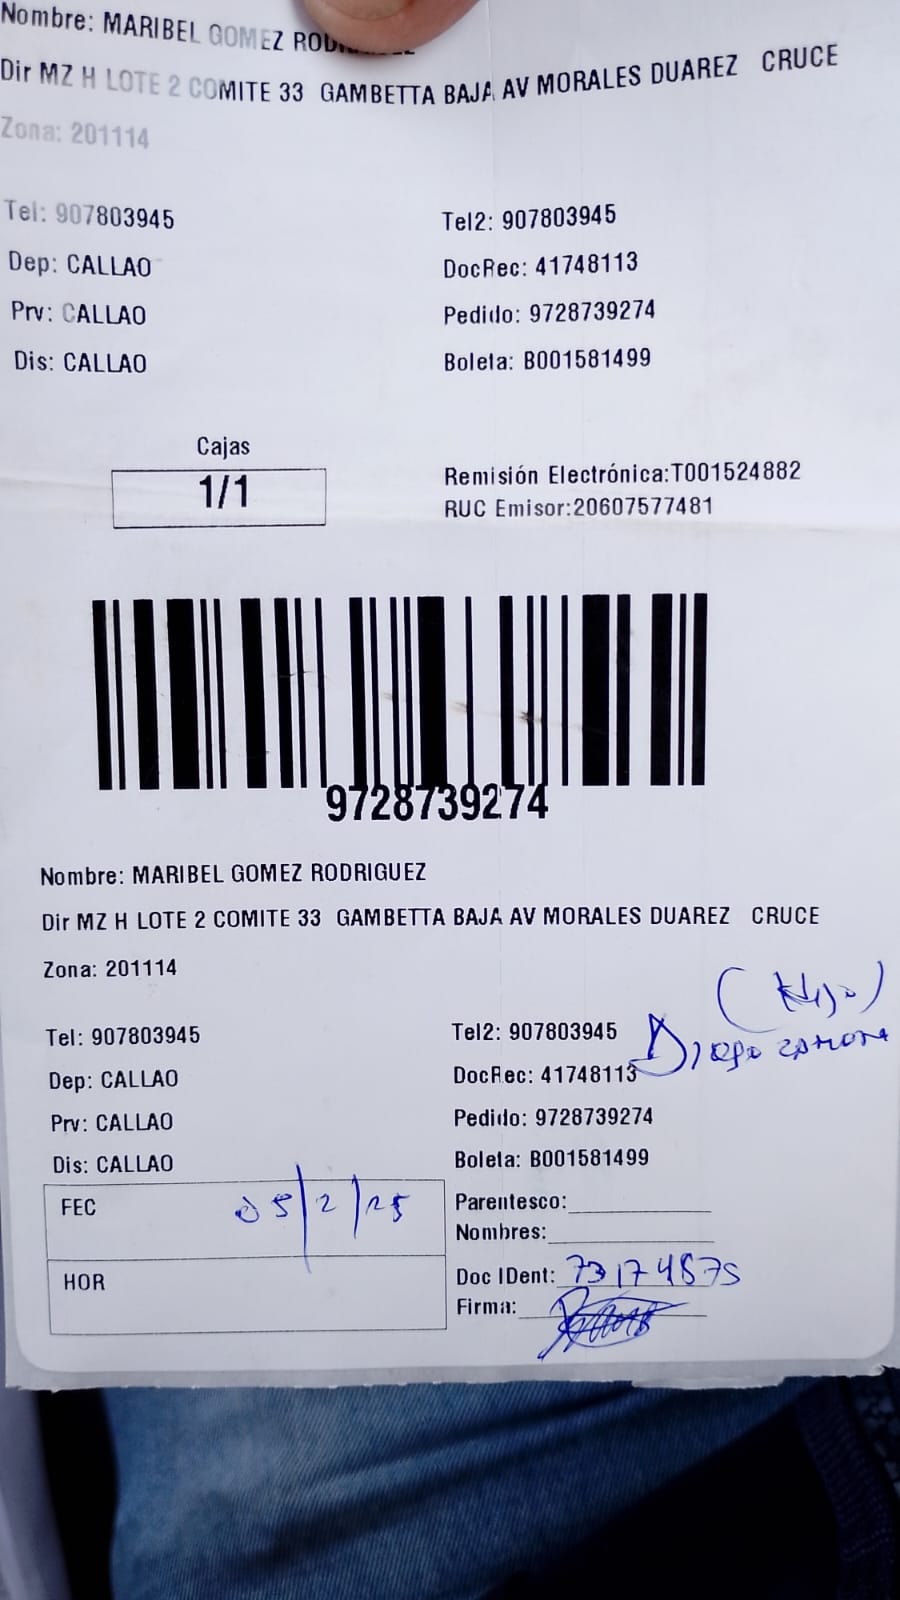 Nombre: MARIBEL GOMEZ
Dir MZ H LOTE 2 COMITE 33 GAMBETTA BAJA AV MORALES DUAREZ CRUCE
Zona: 201114
Tel: 907803945 Tel2: 907803945
Dep: CALLAO DocRec: 41748113
Prv: CALLAO Pedido: 9728739274
Dis: CALLAO Boleta: B001581499
Cajas
1/1
Remisión Electrónica:T001524882
RUC Emisor:20607577481
9728739274
Nombre: MARIBEL GOMEZ RODRIGUEZ
Dir MZ H LOTE 2 COMITE 33 GAMBETTA BAJA AV MORALES DUAREZ CRUCE
Zona: 201114
(Hijo)
Diego zamora
Tel: 907803945 Tel2: 907803945
Dep: CALLAO DocRec: 41748113
Prv: CALLAO Pedido: 9728739274
Dis: CALLAO Boleta: B001581499
FEC 05/2/25 Parentesco:
Nombres:
HOR Doc IDent: 73174875
Firma: